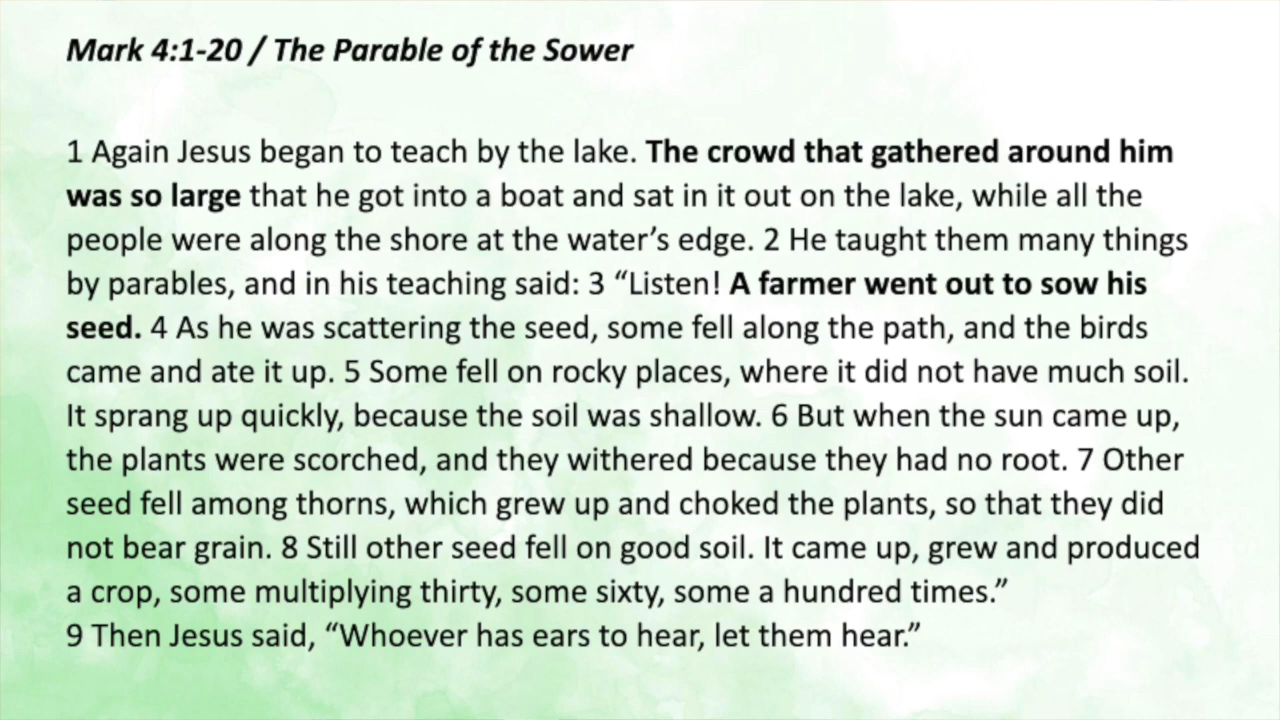 Mark 4:1-20 / The Parable of the Sower
1 Again Jesus began to teach by the lake. The crowd that gathered around him
was so large that he got into a boat and sat in it out on the lake, while all the
people were along the shore at the water’s edge. 2 He taught them many things
by parables, and in his teaching said: 3 “Listen! A farmer went out to sow his
seed. 4 As he was scattering the seed, some fell along the path, and the birds
came and ate it up. 5 Some fell on rocky places, where it did not have much soil.
It sprang up quickly, because the soil was shallow. 6 But when the sun came up,
the plants were scorched, and they withered because they had no root. 7 Other
seed fell among thorns, which grew up and choked the plants, so that they did
not bear grain. 8 Still other seed fell on good soil. It came up, grew and produced
a crop, some multiplying thirty, some sixty, some a hundred times.”
9 Then Jesus said, “Whoever has ears to hear, let them hear.”